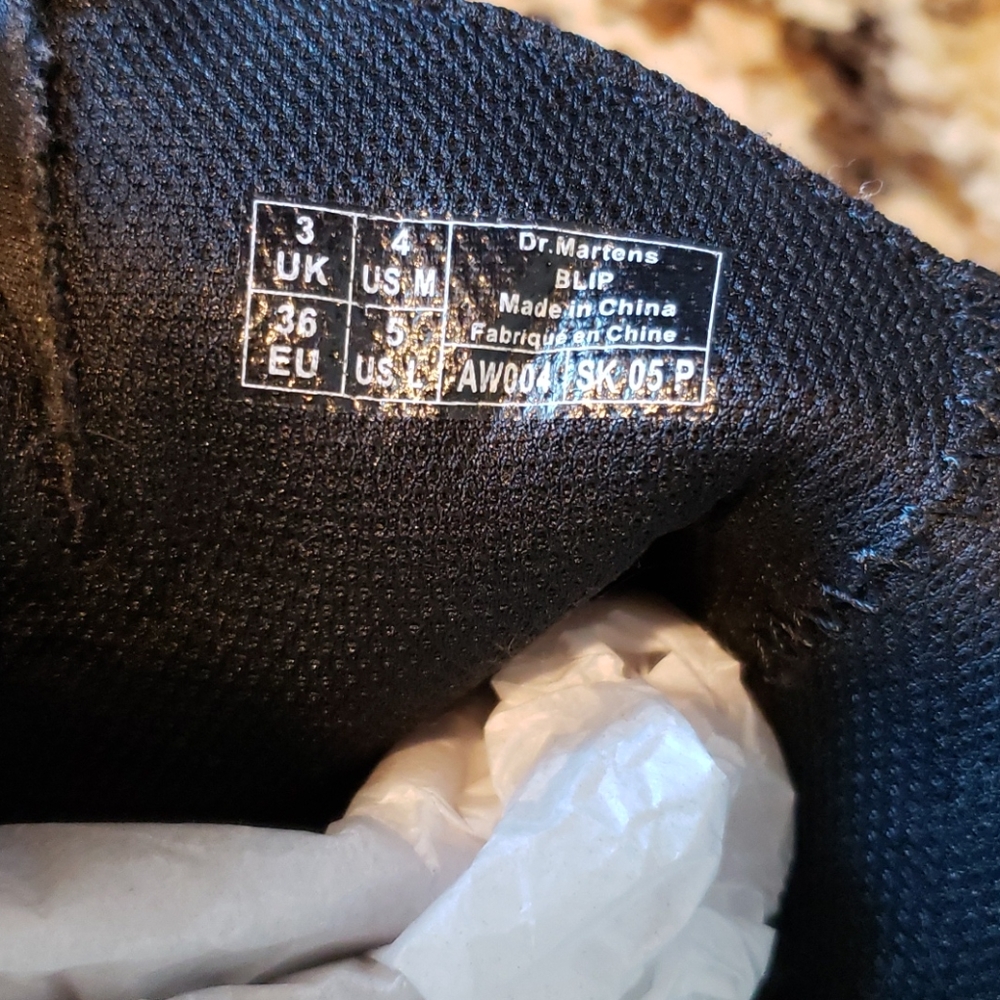 3
UK
4
US M
36
EU
5
US L
Dr.Martens
BLIP
Made in China
Fabrique en Chine
AW004 SK 05 P